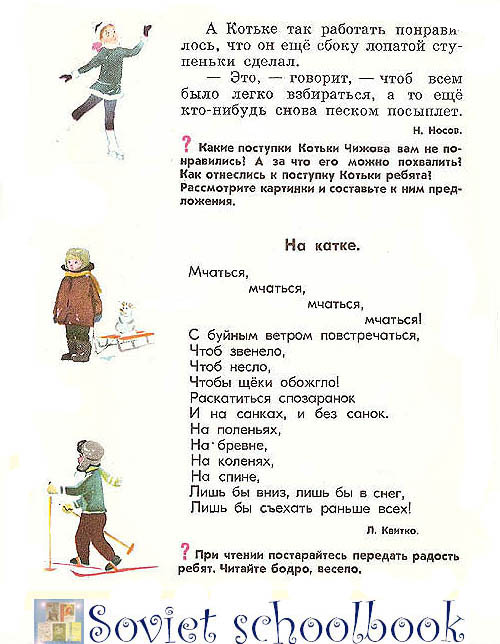 А Котьке так работать понрави
лось, что он ещё сбоку лопатой сту-
пеньки сделал.
— Это, — говорит, — чтоб всем
было легко взбираться, а то ещё
кто-нибудь снова песком посыплет.
Н. Носов.
? Какие поступки Котьки Чижова вам не по-
нравились? А за что его можно похвалить?
Как отнеслись к поступку Котьки ребята?
Рассмотрите картинки и составьте к ним пред-
ложения.
На катке.
Мчаться,
мчаться,
мчаться,
мчаться!
С буйным ветром повстречаться,
Чтоб звенело,
Чтоб несло,
Чтобы щёки обожгло!
Раскатиться спозаранок
И на санках, и без санок.
На поленьях,
На бревне,
На коленях,
На спине,
Лишь бы вниз, лишь бы в снег,
Лишь бы съехать раньше всех!
Л. Квитко.
? При чтении постарайтесь передать радость
ребят. Читайте бодро, весело.
Soviet schoolbook